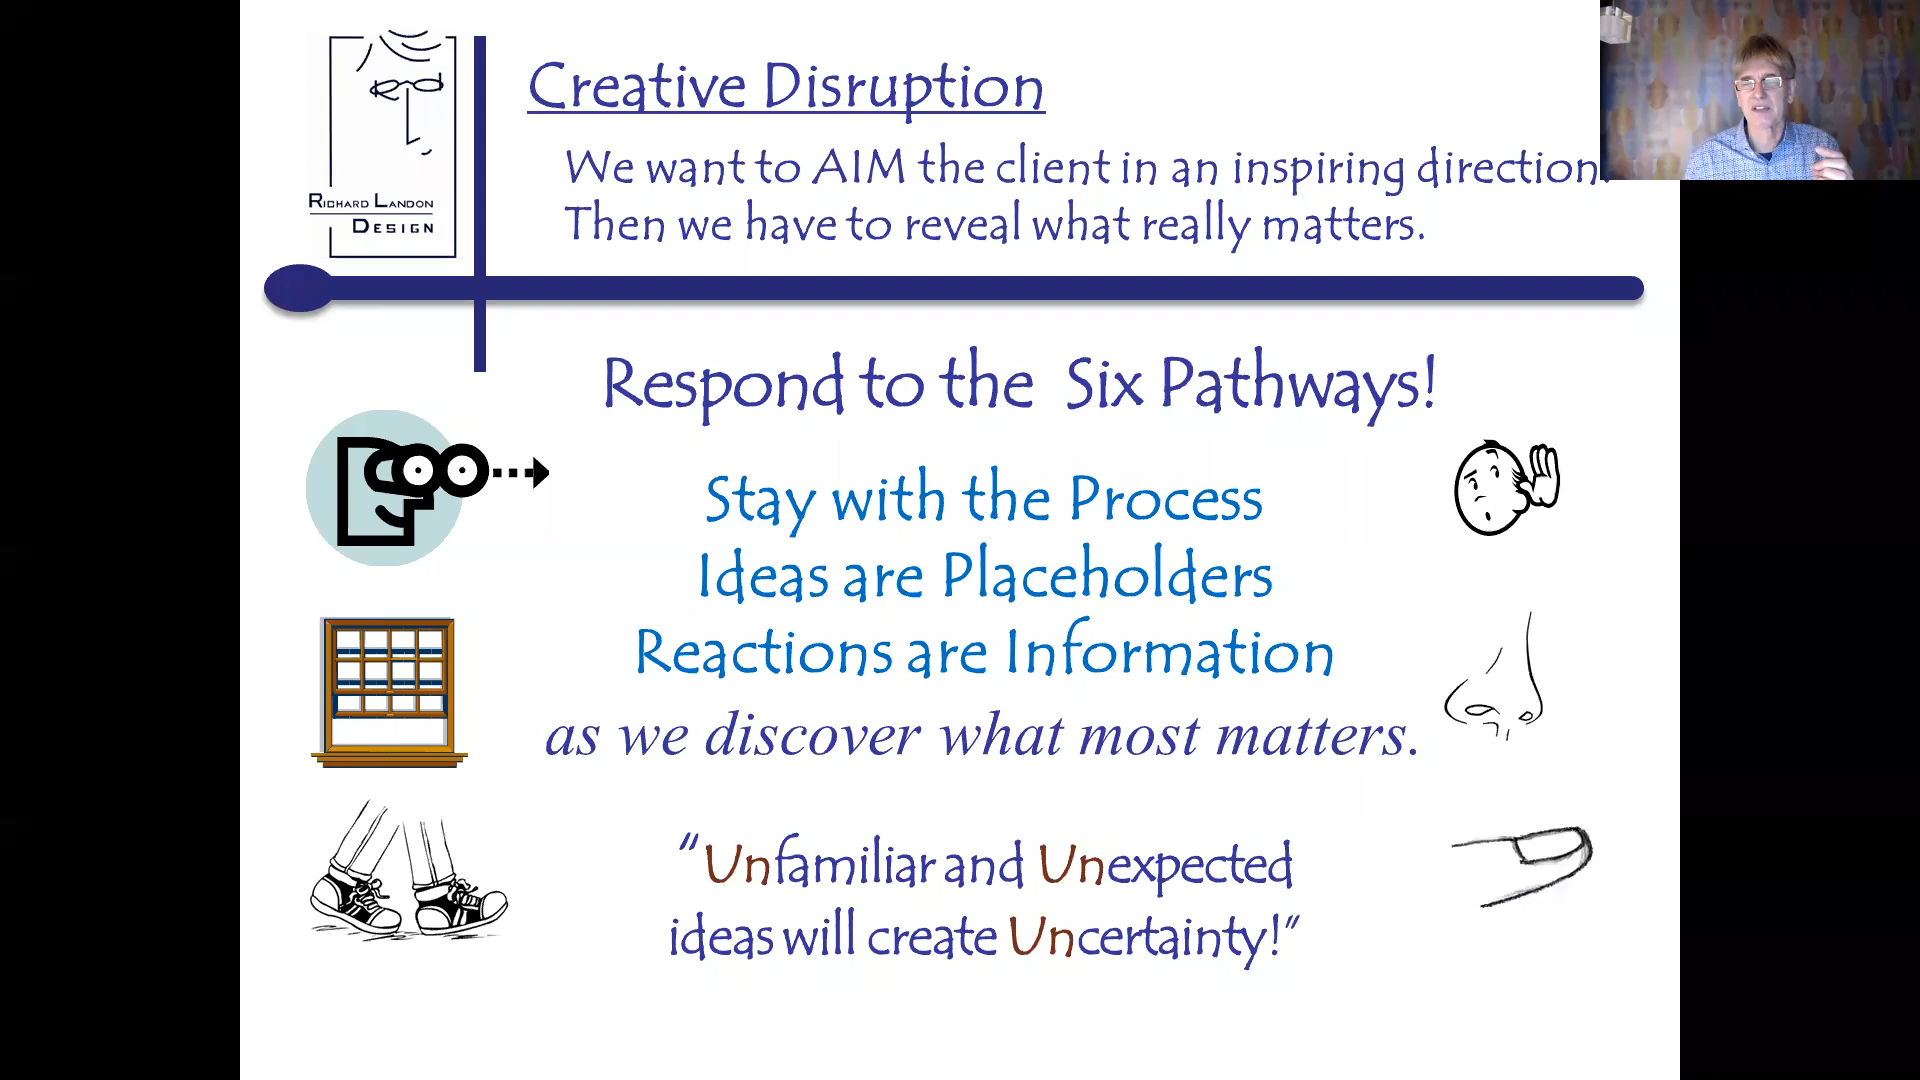 RICHARD LANDON
DESIGN
Creative Disruption
We want to AIM the client in an inspiring direction.
Then we have to reveal what really matters.
Respond to the Six Pathways!
Stay with the Process
Ideas are Placeholders
Reactions are Information
as we discover what most matters.
"Unfamiliar and Unexpected
ideas will create Uncertainty!"